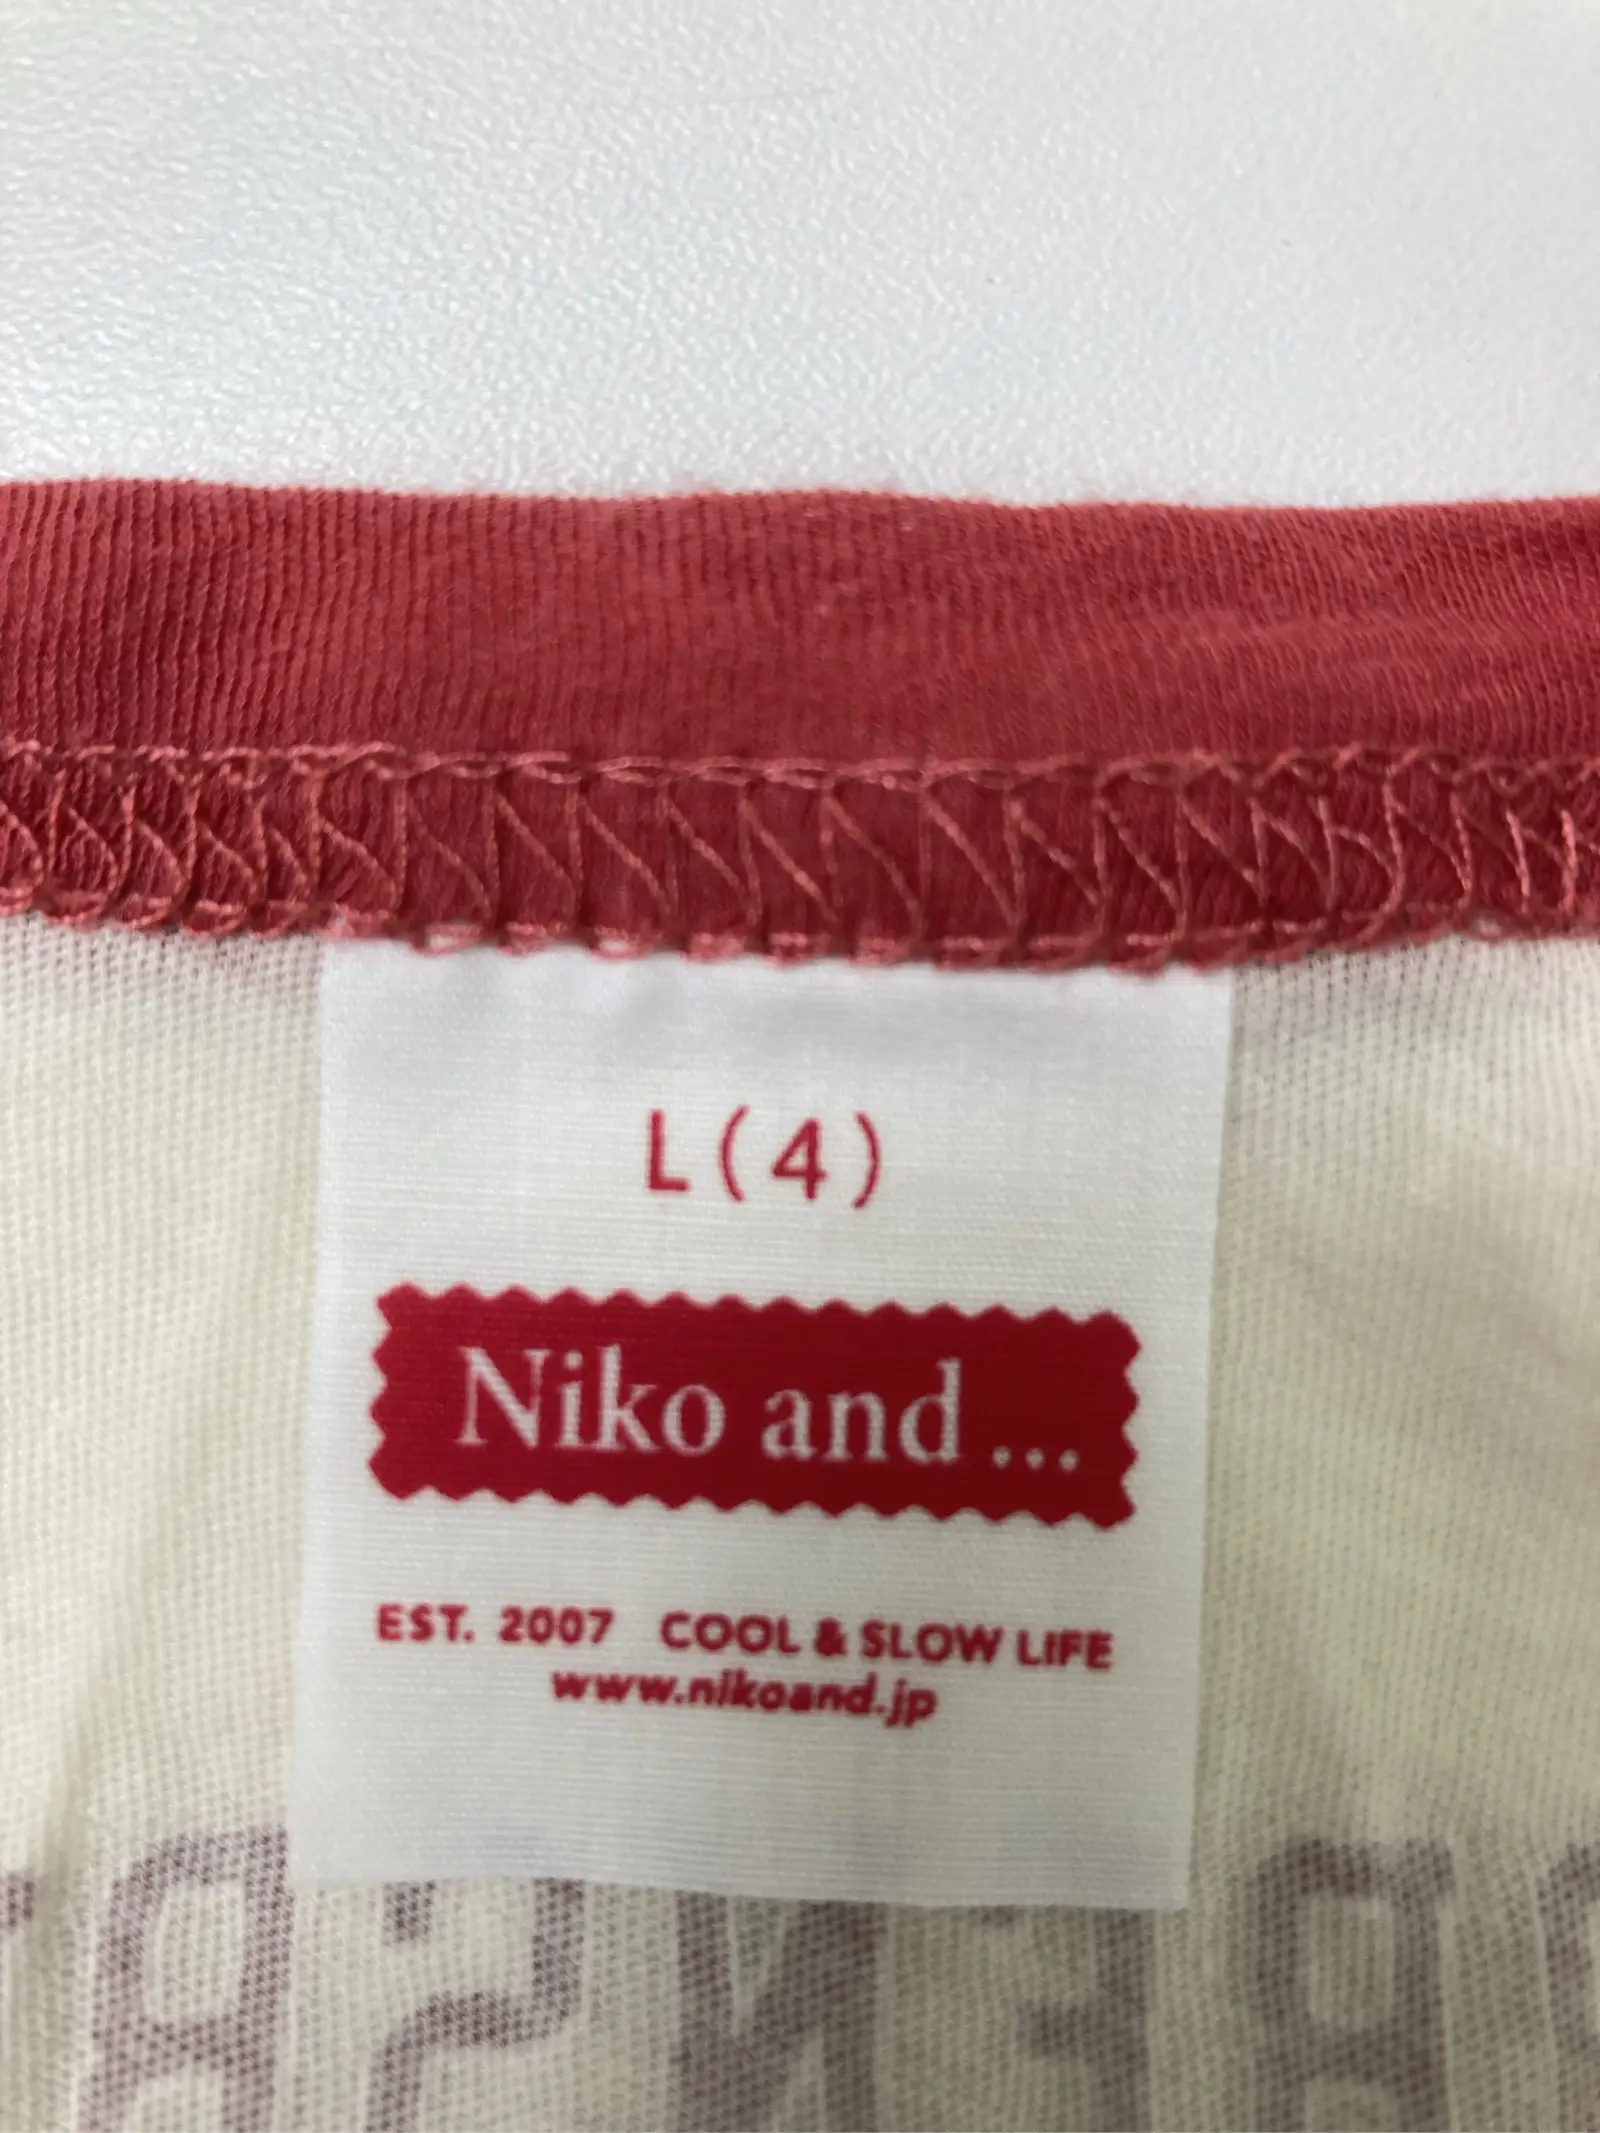 L(4)
Niko and ...
EST. 2007 COOL & SLOW LIFE
www.nikoand.jp